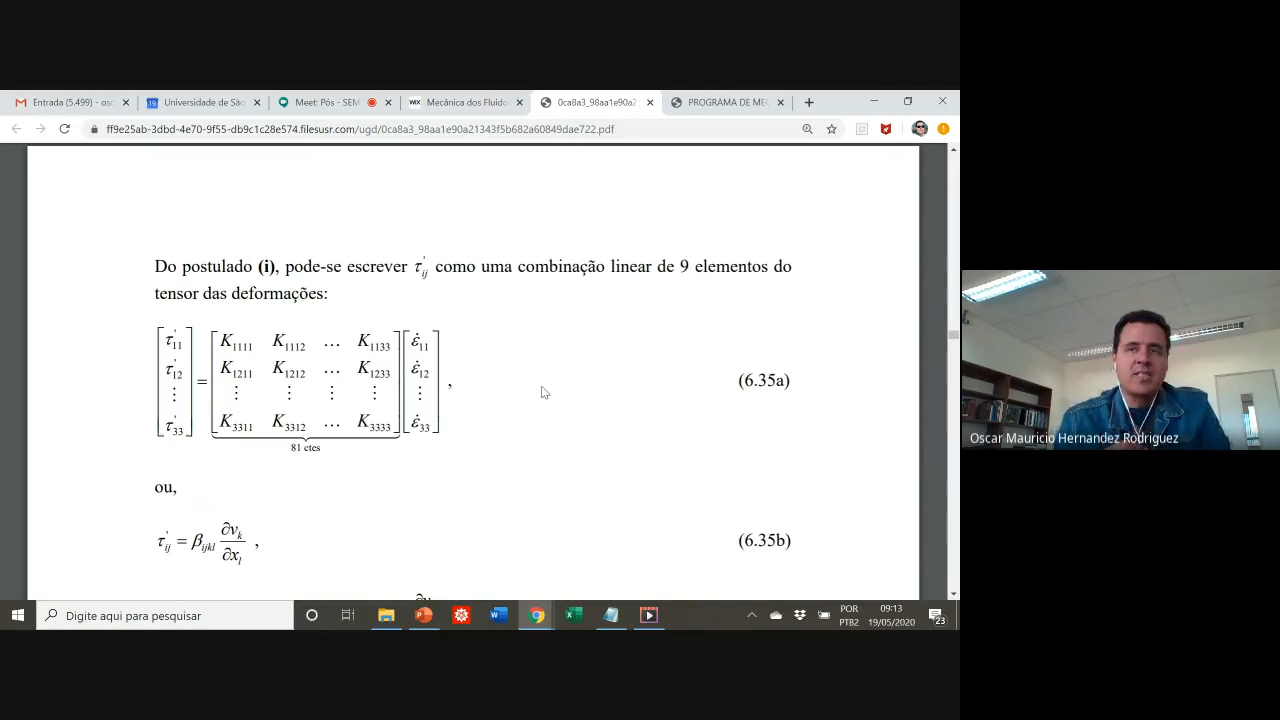 Entrada (5.499) - osc
Universidade de São
Meet: Pós - SEM
WIX Mecânica dos Fluido
0ca8a3_98aa1e90a2
PROGRAMA DE ME
ff9e25ab-3dbd-4e70-9f55-d69c1c28e574.filesusr.com/ugd/0ca8a3_98aa1e90a21343f5b682a60849dae722.pdf
Do postulado (i), pode-se escrever τ'ij como uma combinação linear de 9 elementos do
tensor das deformações:
τ'11 K1111 K1112 … K1133 ε̇11
τ'12 K1211 K1212 … K1233 ε̇12
⋮ = ⋮ ⋮ ⋮ ⋮ ⋮ , (6.35a)
τ'33 K3311 K3312 … K3333 ε̇33
81 ctes
ou,
τ'ij = βijkl ∂vk/∂xl , (6.35b)
Oscar Mauricio Hernandez Rodriguez
Digite aqui para pesquisar
POR
PTB2
09:13
19/05/2020
23